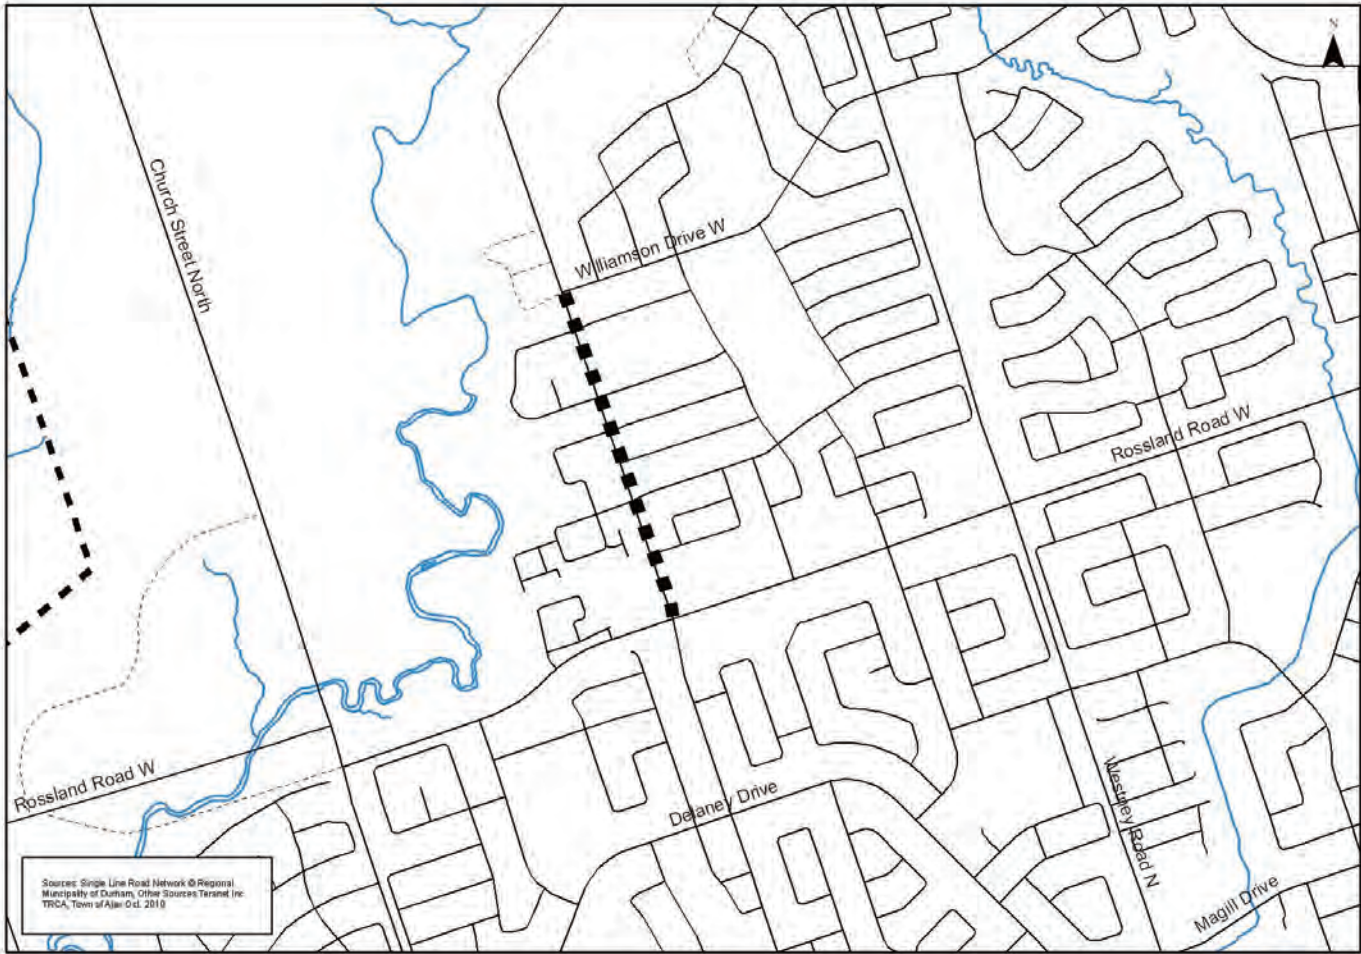 N
Church Street North
Williamson Drive W
Rossland Road W
Rossland Road W
Delaney Drive
Westney Road N
Magill Drive
Sources: Single Line Road Network © Regional
Municipality of Durham, Other Sources Teranet Inc.
TRCA, Town of Ajax Oct. 2010